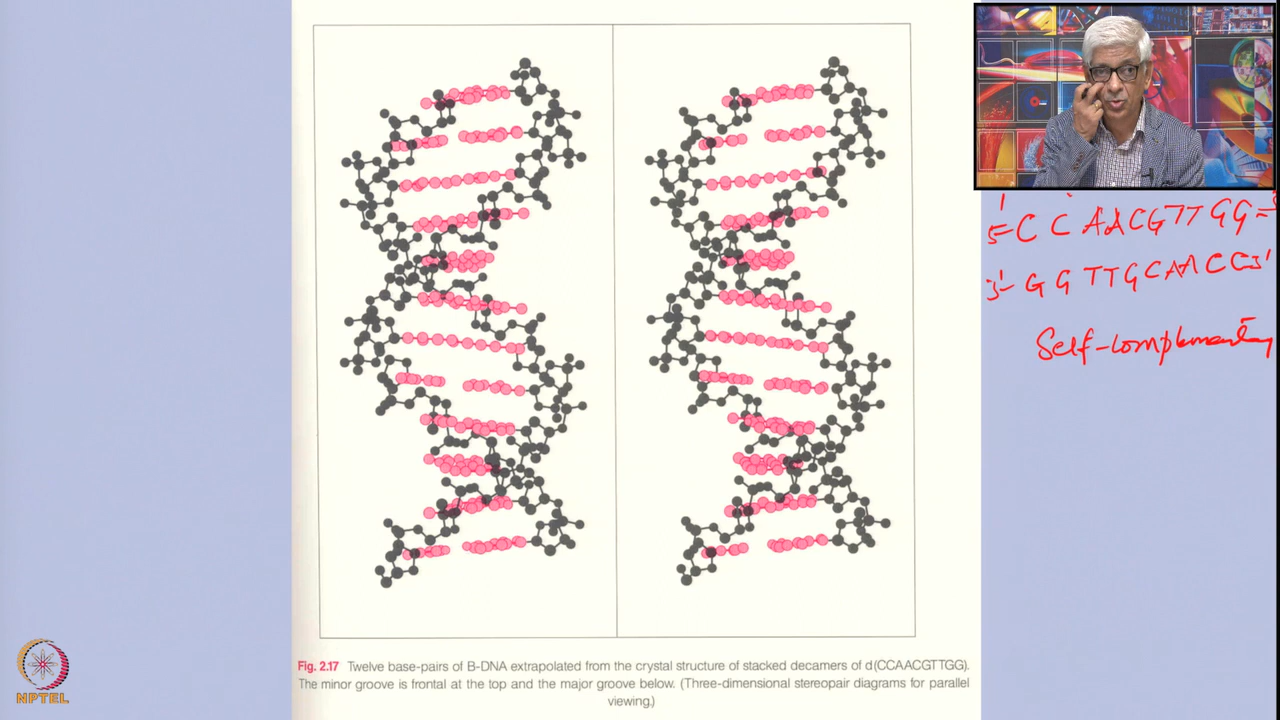 5'-C C AACGTTGG-3'
3'-G G TTGCAACC3'
Self-complementary
Fig. 2.17 Twelve base-pairs of B-DNA extrapolated from the crystal structure of stacked decamers of d(CCAACGTTGG).
The minor groove is frontal at the top and the major groove below. (Three-dimensional stereopair diagrams for parallel
viewing.)
NPTEL